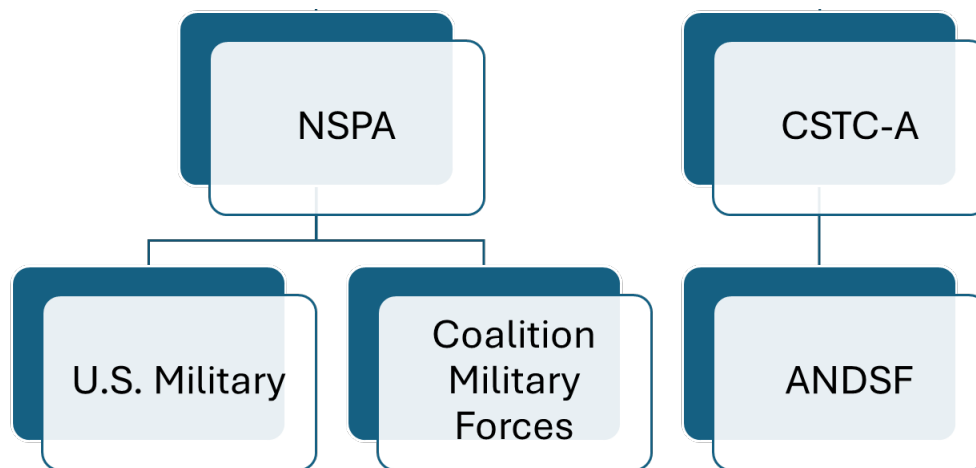 NSPA
CSTC-A
U.S. Military
Coalition
Military
Forces
ANDSF